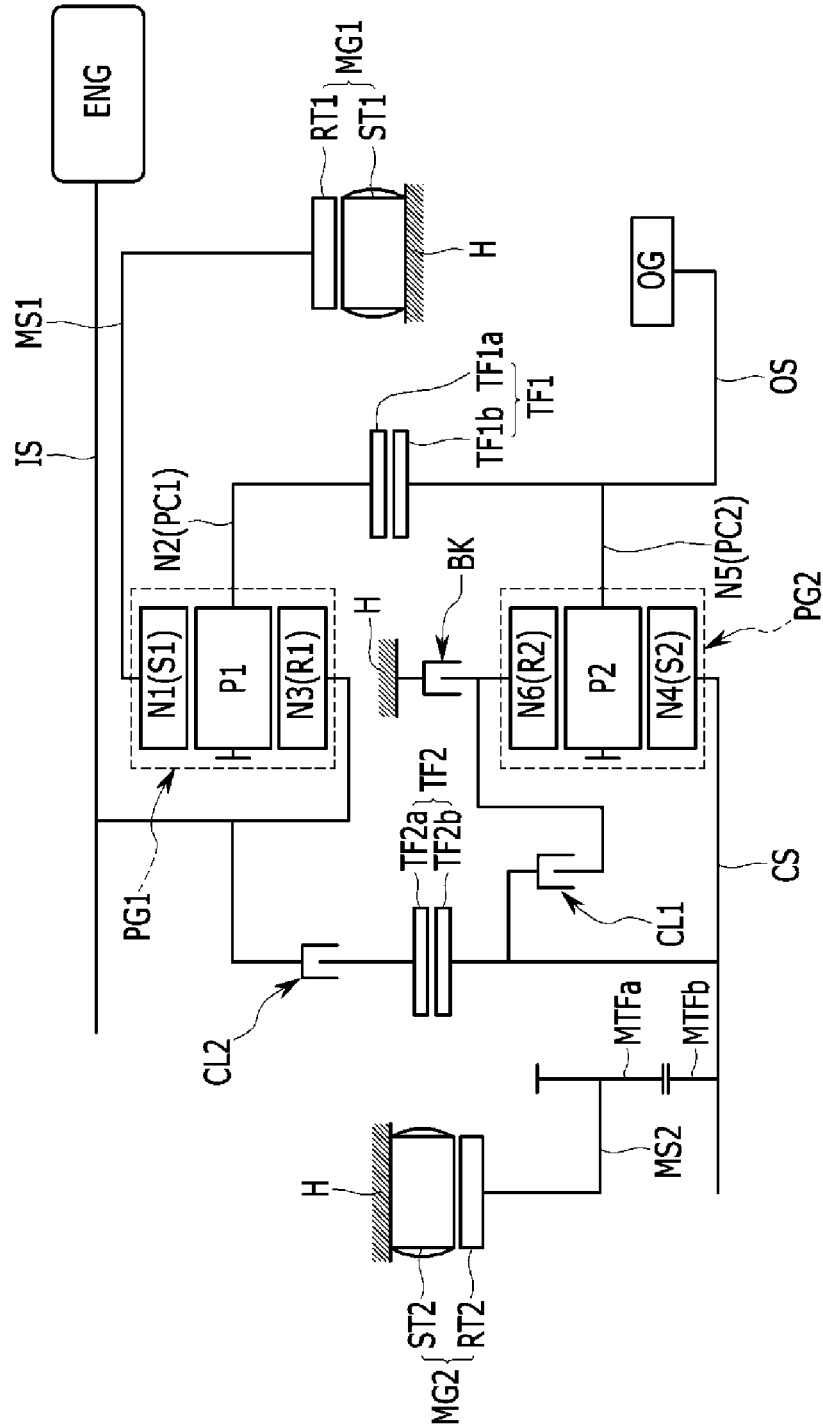 ENG
RT1
ST1
MG1
MS1
H
IS
N2(PC1)
TF1a
TF1b
TF1
OG
OS
N1(S1)
P1
N3(R1)
PG1
H
BK
N6(R2)
P2
N4(S2)
N5(PC2)
PG2
TF2a
TF2b
TF2
CL1
CL2
CS
MTFa
MTFb
MS2
H
ST2
RT2
MG2